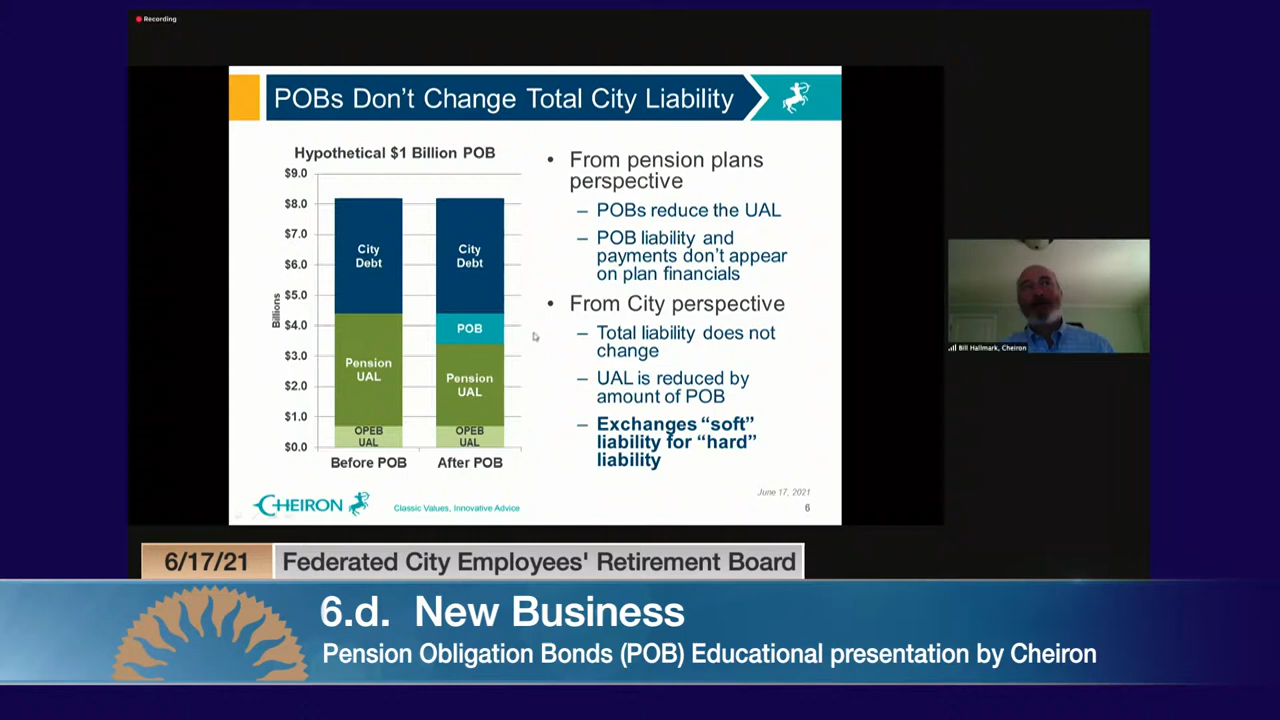 Recording
POBs Don't Change Total City Liability
Hypothetical $1 Billion POB
$9.0
$8.0
$7.0
$6.0
$5.0
$4.0
$3.0
$2.0
$1.0
$0.0
Billions
City
Debt
Pension
UAL
OPEB
UAL
City
Debt
POB
Pension
UAL
OPEB
UAL
Before POB
After POB
• From pension plans
perspective
– POBs reduce the UAL
– POB liability and
payments don't appear
on plan financials
• From City perspective
– Total liability does not
change
– UAL is reduced by
amount of POB
– Exchanges “soft”
liability for “hard”
liability
CHEIRON
Classic Values, Innovative Advice
June 17, 2021
6
Bill Hallmark, Cheiron
6/17/21
Federated City Employees' Retirement Board
6.d. New Business
Pension Obligation Bonds (POB) Educational presentation by Cheiron